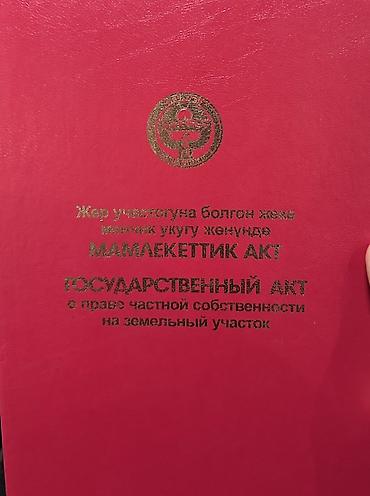 Жер участогуна болгон жеке
менчик укугу жөнүндө
МАМЛЕКЕТТИК АКТ
ГОСУДАРСТВЕННЫЙ АКТ
о праве частной собственности
на земельный участок